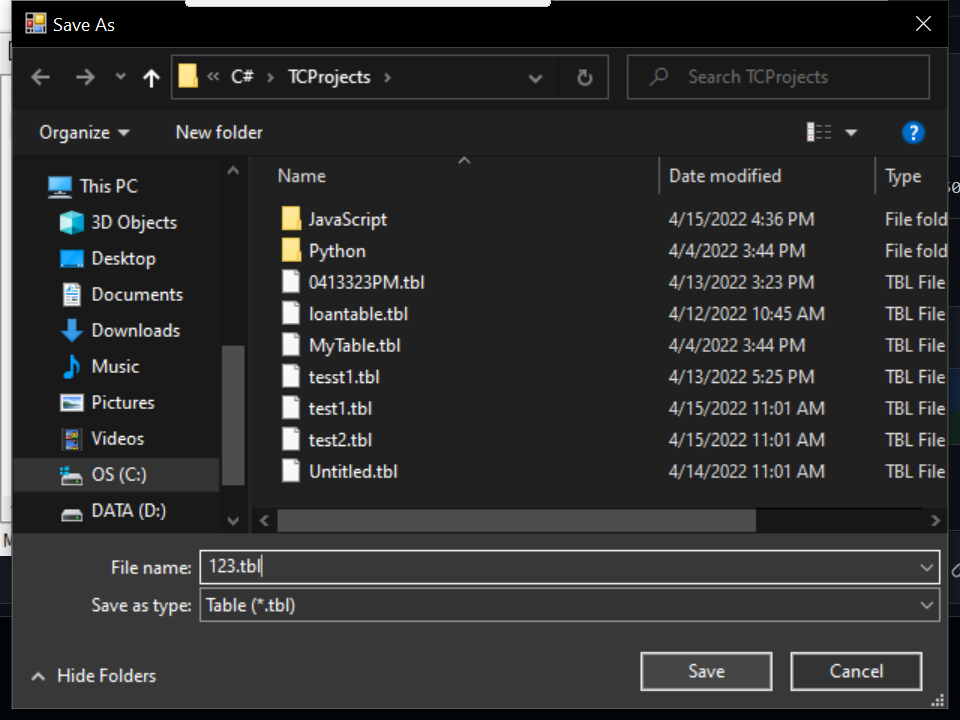 Save As
« C# › TCProjects ›
Search TCProjects
Organize
New folder
?
This PC
3D Objects
Desktop
Documents
Downloads
Music
Pictures
Videos
OS (C:)
DATA (D:)
Name Date modified Type
JavaScript 4/15/2022 4:36 PM File fold
Python 4/4/2022 3:44 PM File fold
0413323PM.tbl 4/13/2022 3:23 PM TBL File
loantable.tbl 4/12/2022 10:45 AM TBL File
MyTable.tbl 4/4/2022 3:44 PM TBL File
tesst1.tbl 4/13/2022 5:25 PM TBL File
test1.tbl 4/15/2022 11:01 AM TBL File
test2.tbl 4/15/2022 11:01 AM TBL File
Untitled.tbl 4/14/2022 11:01 AM TBL File
File name: 123.tbl
Save as type: Table (*.tbl)
Hide Folders
Save
Cancel